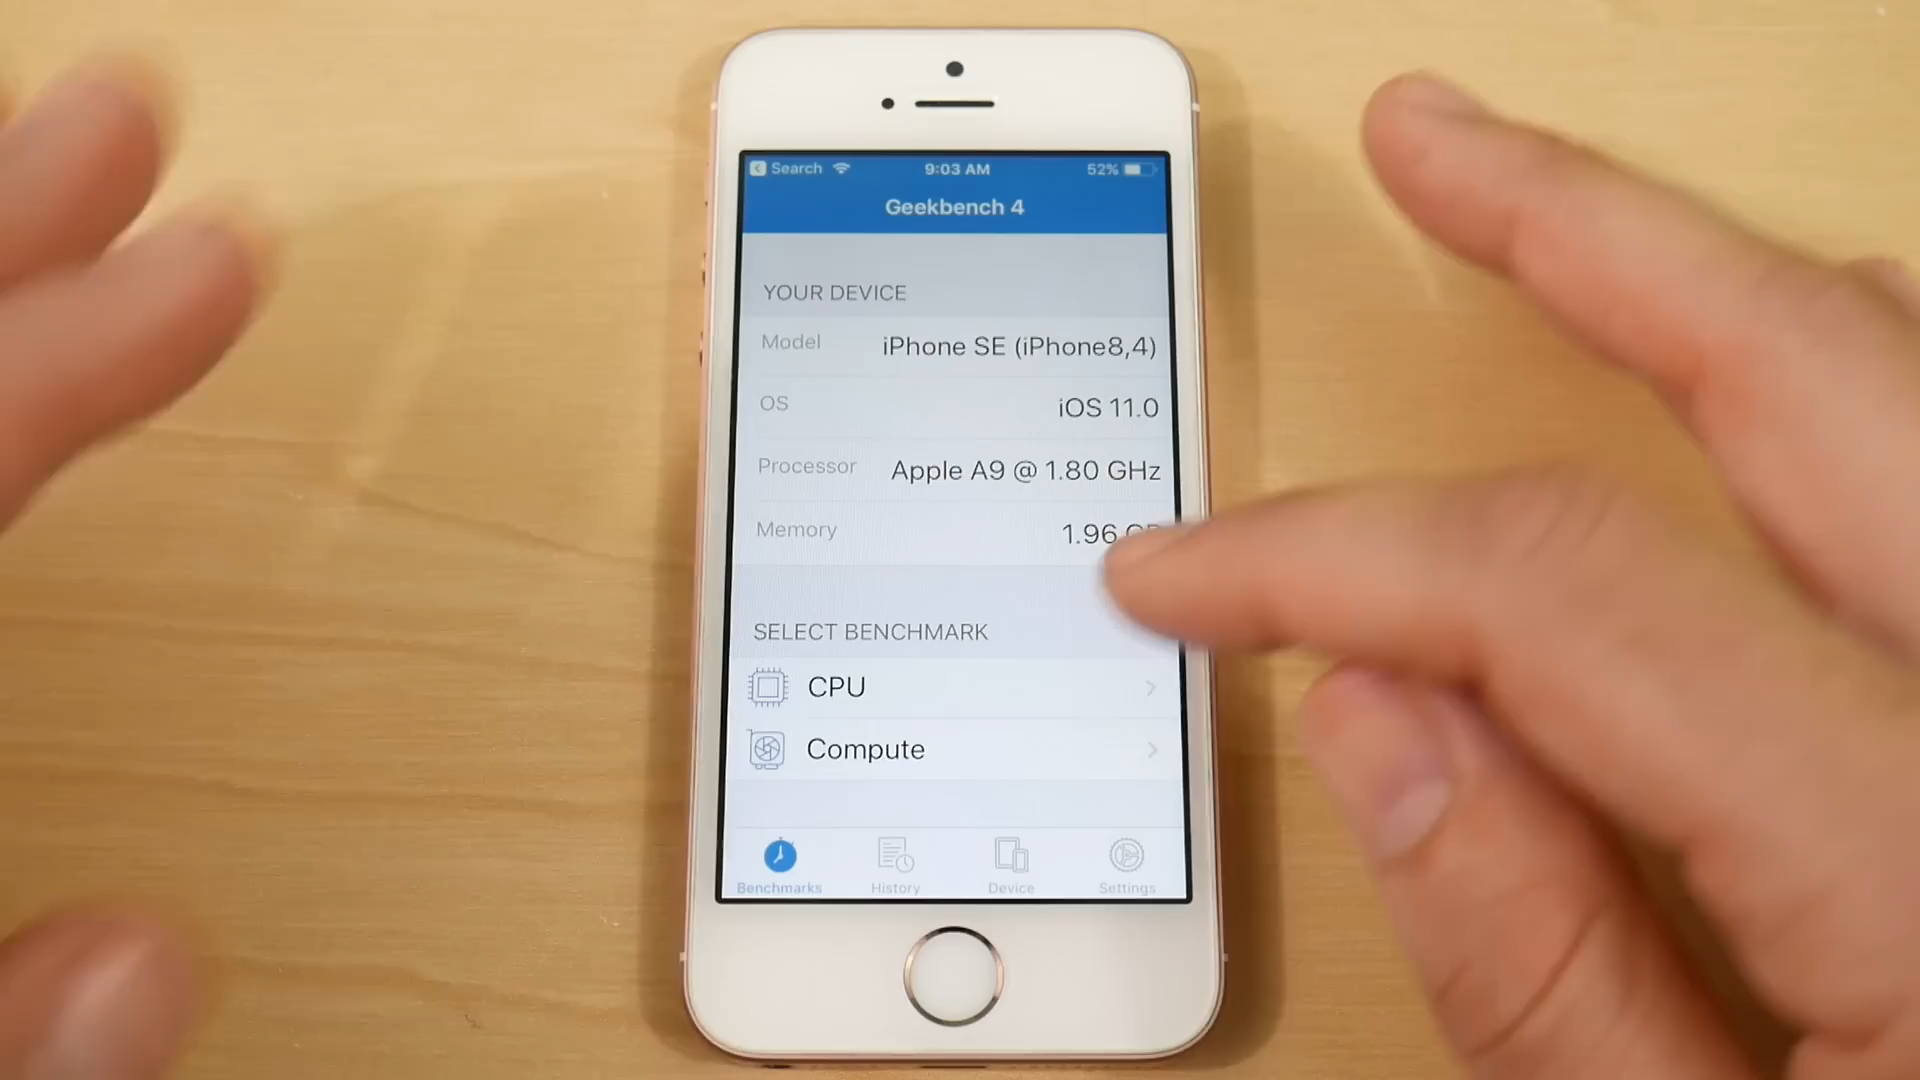 Search 9:03 AM 52%
Geekbench 4
YOUR DEVICE
Model iPhone SE (iPhone8,4)
OS iOS 11.0
Processor Apple A9 @ 1.80 GHz
Memory 1.96
SELECT BENCHMARK
CPU
Compute
Benchmarks History Device Settings